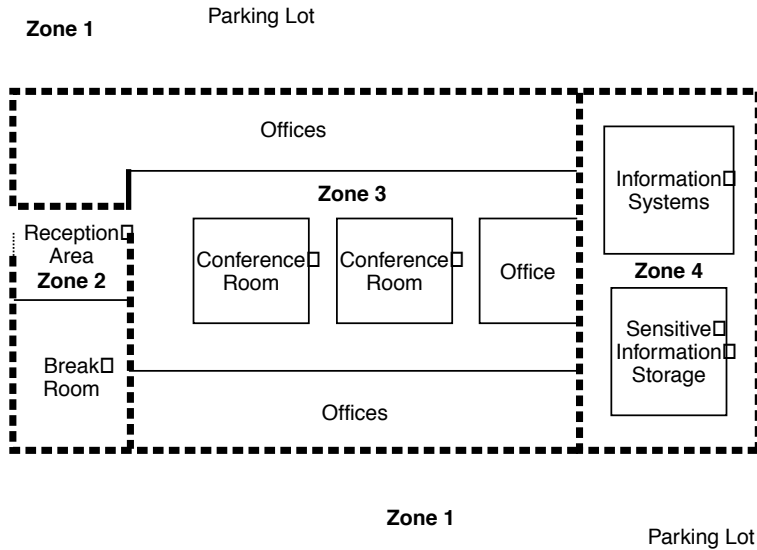 Parking Lot
Zone 1
Offices
Zone 3
Information
Systems
Reception
Area
Zone 2
Conference
Room
Conference
Room
Office
Zone 4
Break
Room
Sensitive
Information
Storage
Offices
Zone 1
Parking Lot